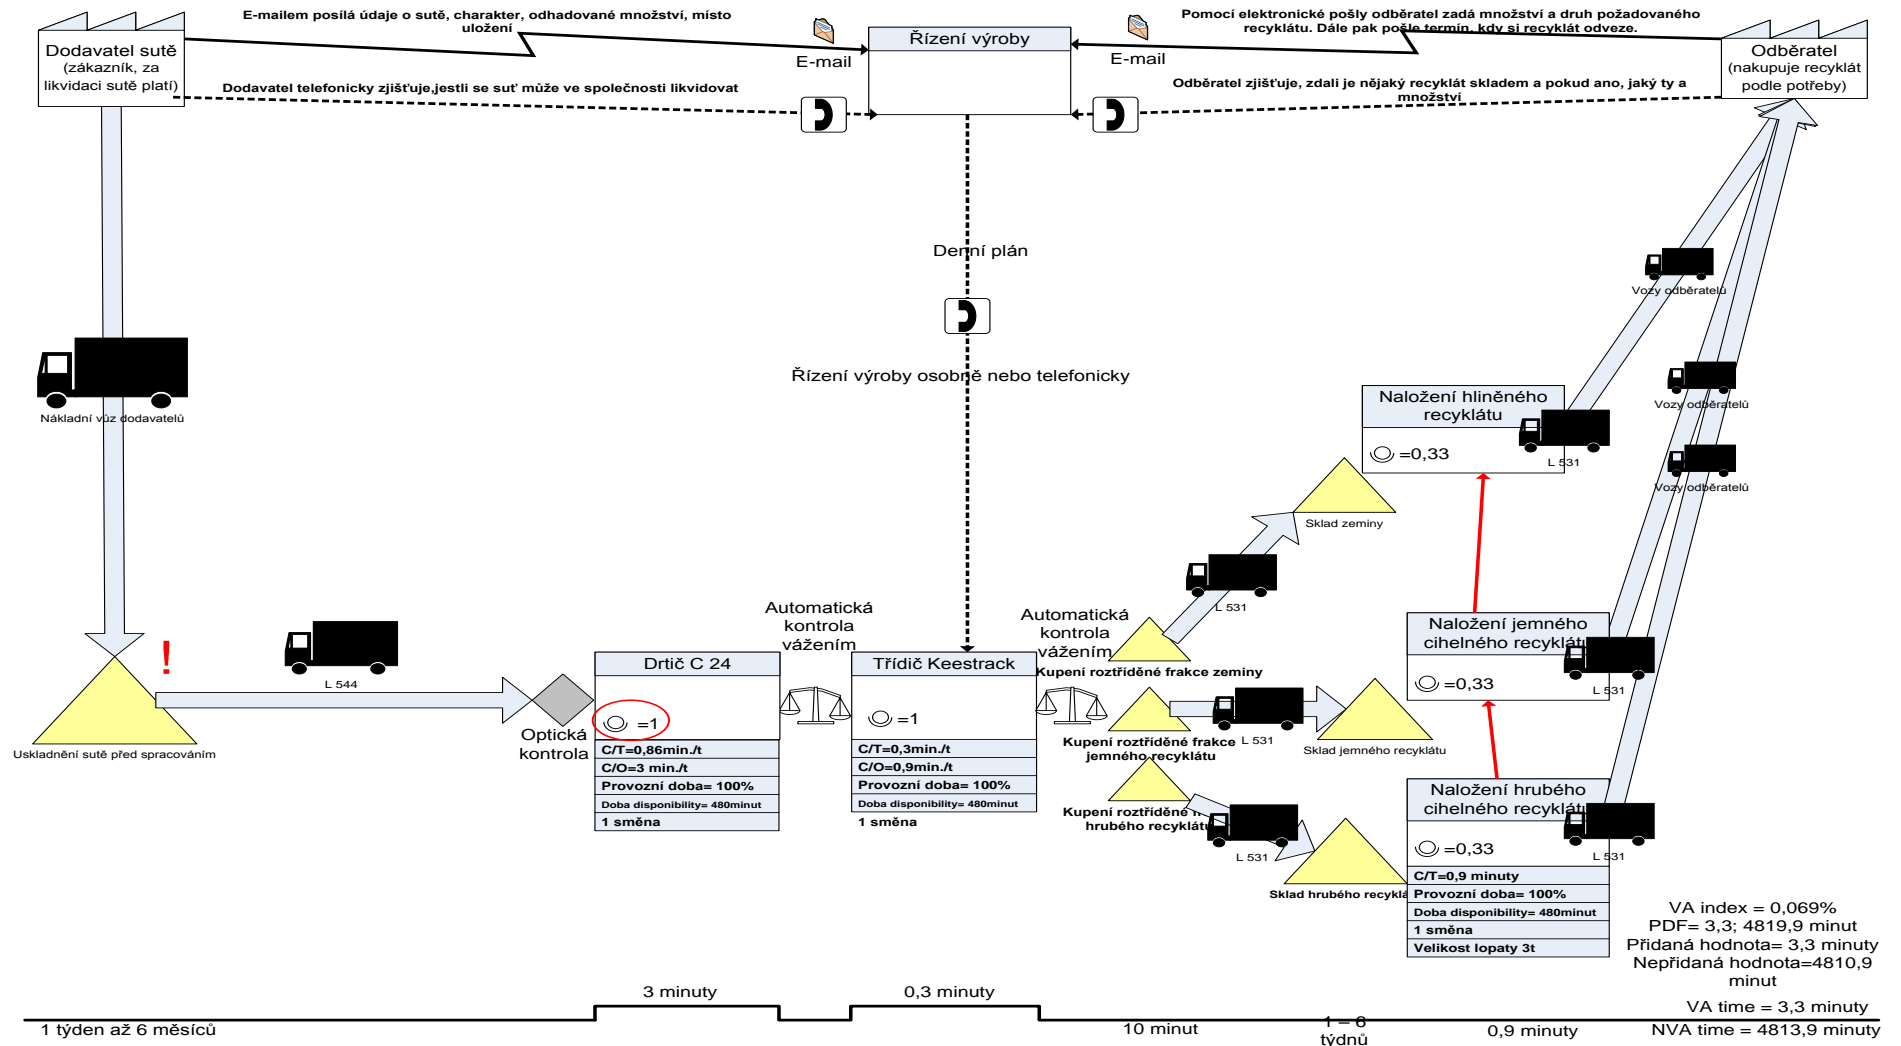 E-mailem posílá údaje o sutě, charakter, odhadované množství, místo
uložení
Pomocí elektronické pošly odběratel zadá množství a druh požadovaného
recyklátu. Dále pak pošle termín, kdy si recyklát odveze.
Dodavatel sutě
(zákazník, za
likvidaci sutě platí)
E-mail
Řízení výroby
E-mail
Odběratel
(nakupuje recyklát
podle potřeby)
Dodavatel telefonicky zjišťuje,jestli se suť může ve společnosti likvidovat
Odběratel zjišťuje, zdali je nějaký recyklát skladem a pokud ano, jaký ty a
množství
Denní plán
Řízení výroby osobně nebo telefonicky
Nákladní vůz dodavatelů
Vozy odběratelů
Vozy odběratelů
Vozy odběratelů
Naložení hliněného
recyklátu
=0,33
L 531
Sklad zeminy
L 531
!
L 544
Uskladnění sutě před spracováním
Optická
kontrola
Drtič C 24
=1
C/T=0,86min./t
C/O=3 min./t
Provozní doba= 100%
Doba disponibility= 480minut
1 směna
Automatická
kontrola
vážením
Třídič Keestrack
=1
C/T=0,3min./t
C/O=0,9min./t
Provozní doba= 100%
Doba disponibility= 480minut
1 směna
Automatická
kontrola
vážením
Kupení roztříděné frakce zeminy
Kupení roztříděné frakce
jemného recyklátu
L 531
Sklad jemného recyklátu
Kupení roztříděné
hrubého recyklátu
L 531
Sklad hrubého
Naložení jemného
cihelného recyklátu
=0,33
L 531
Naložení hrubého
cihelného recyklátu
=0,33
L 531
C/T=0,9 minuty
Provozní doba= 100%
Doba disponibility= 480minut
1 směna
Velikost lopaty 3t
VA index = 0,069%
PDF= 3,3; 4819,9 minut
Přidaná hodnota= 3,3 minuty
Nepřidaná hodnota=4810,9
minut
VA time = 3,3 minuty
NVA time = 4813,9 minuty
1 týden až 6 měsíců
3 minuty
0,3 minuty
10 minut
1 – 6
týdnů
0,9 minuty